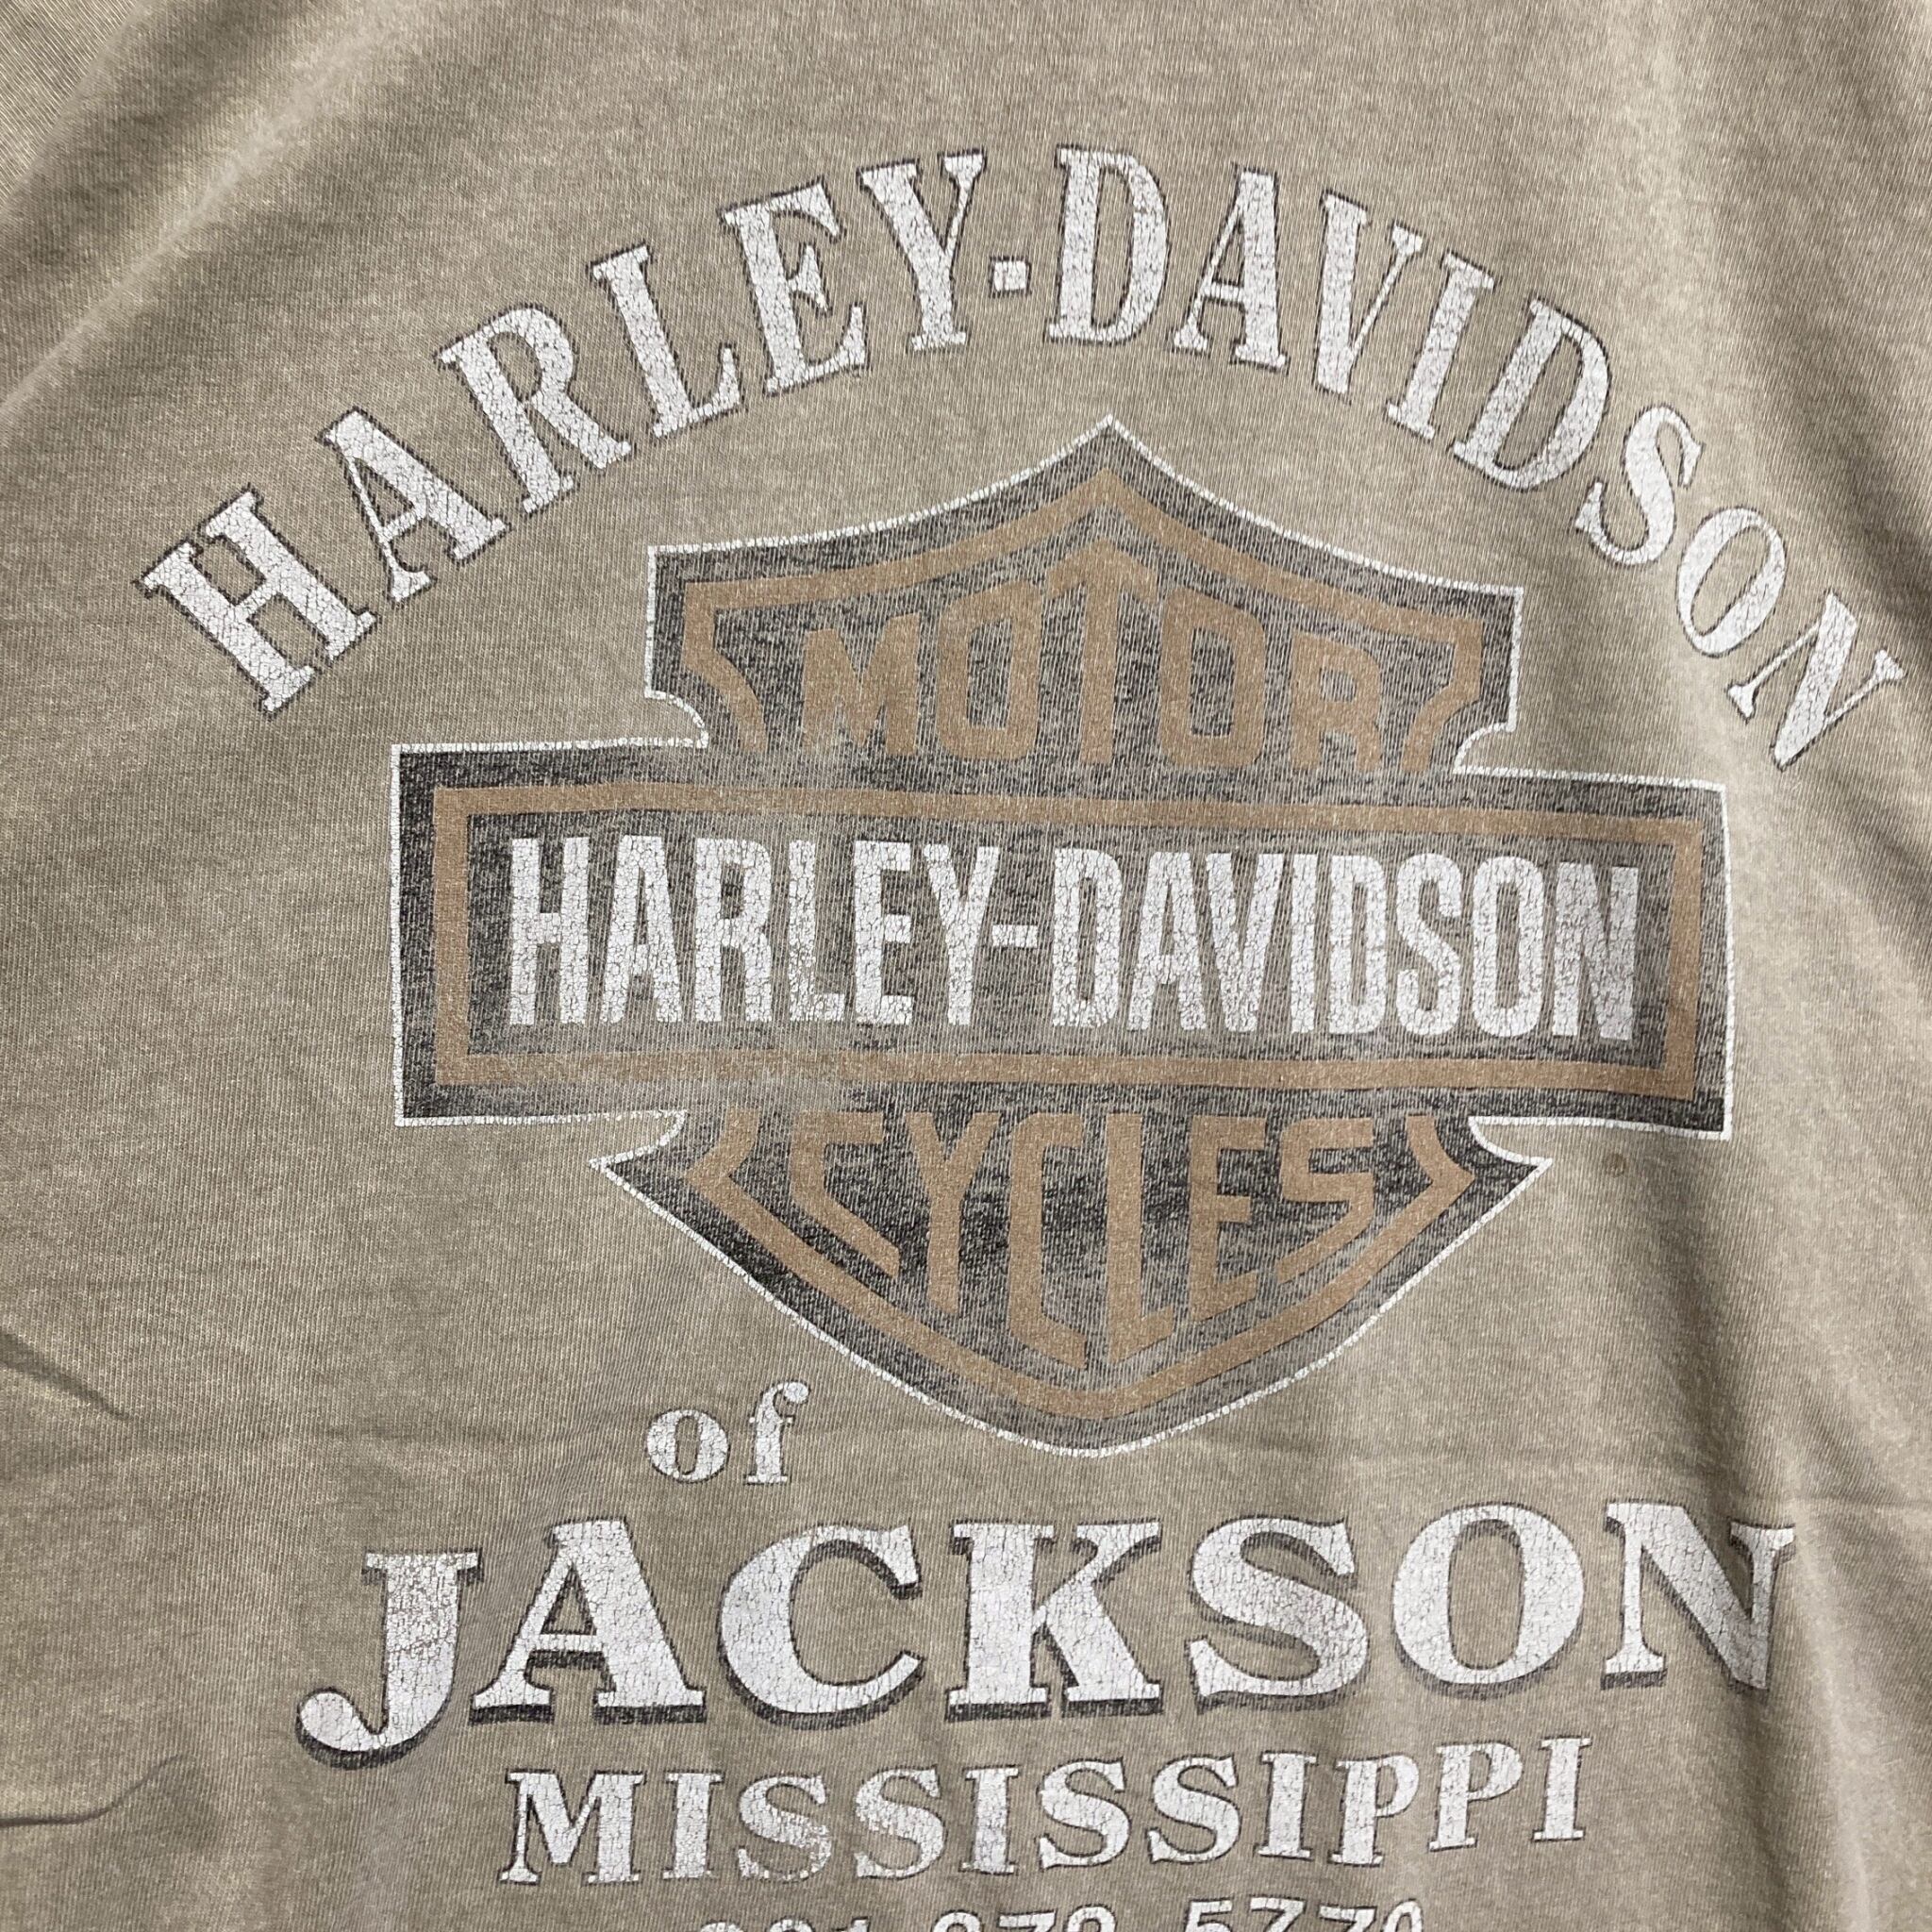 HARLEY-DAVIDSON
MOTOR
HARLEY-DAVIDSON
CYCLES
of
JACKSON
MISSISSIPPI